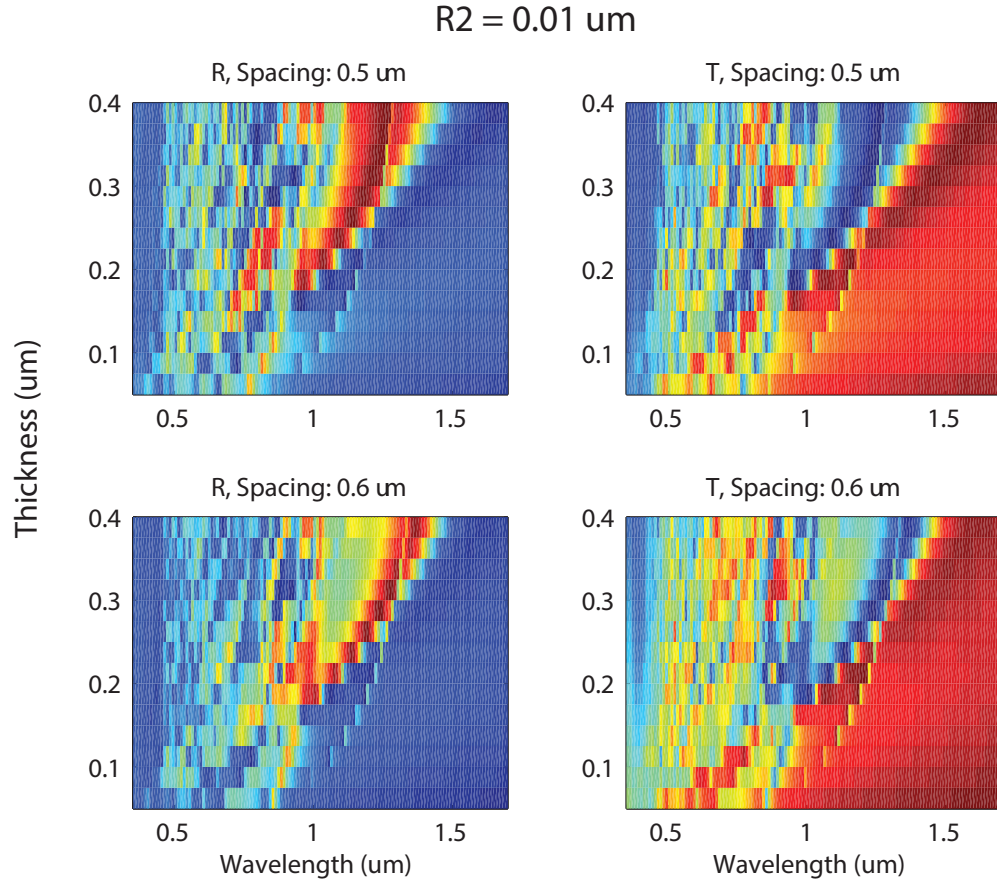 R2 = 0.01 um
R, Spacing: 0.5 um
T, Spacing: 0.5 um
0.4
0.3
0.2
0.1
0.5 1 1.5
0.4
0.3
0.2
0.1
0.5 1 1.5
Thickness (um)
R, Spacing: 0.6 um
T, Spacing: 0.6 um
0.4
0.3
0.2
0.1
0.5 1 1.5
Wavelength (um)
0.4
0.3
0.2
0.1
0.5 1 1.5
Wavelength (um)